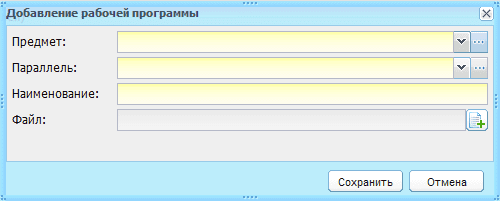 Добавление рабочей программы
Предмет:
Параллель:
Наименование:
Файл:
Сохранить Отмена